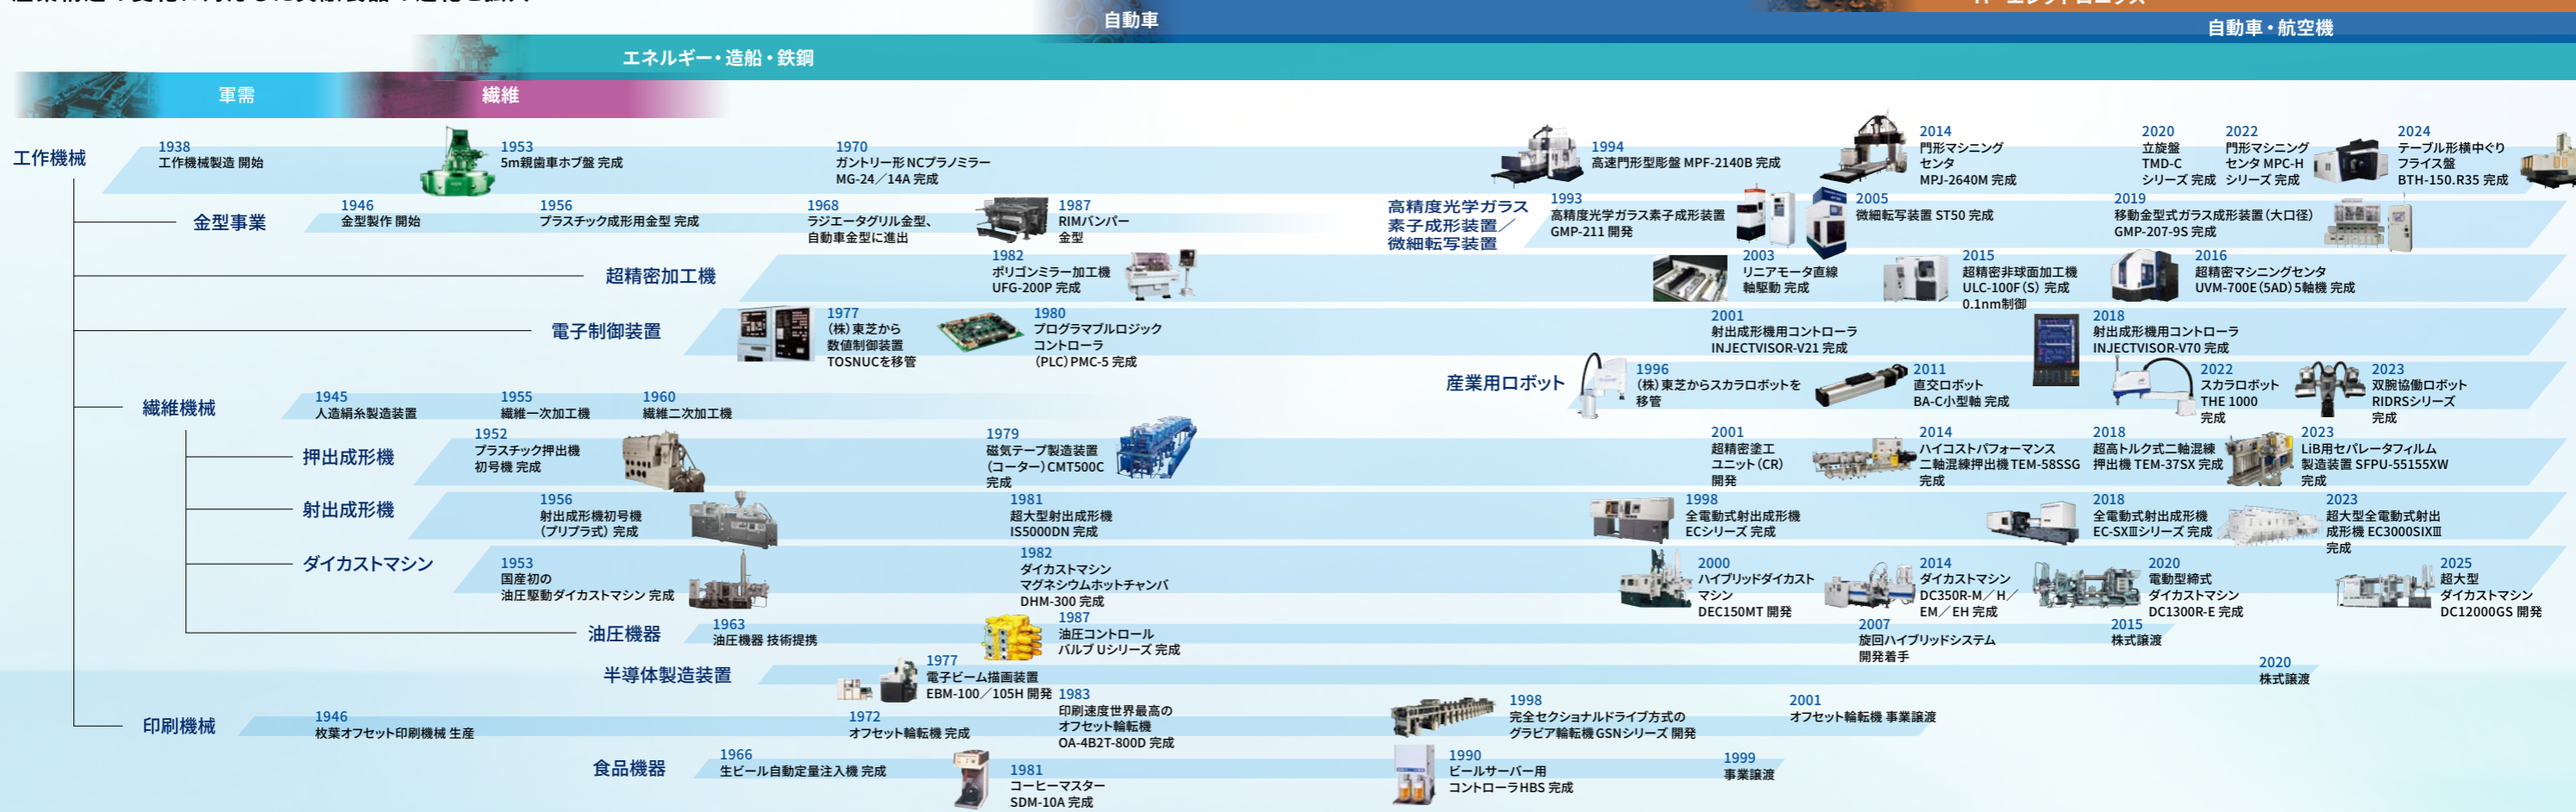 自動車
自動車・航空機
エネルギー・造船・鉄鋼
軍需
繊維
工作機械
1938
工作機械製造 開始
1953
5m親歯車ホブ盤 完成
1970
ガントリー形NCプラノミラー
MG-24／14A 完成
1994
高速門形型彫盤 MPF-2140B 完成
2014
門形マシニング
センタ
MPJ-2640M 完成
2020
立旋盤
TMD-C
シリーズ 完成
2022
門形マシニング
センタ MPC-H
シリーズ 完成
2024
テーブル形横中ぐり
フライス盤
BTH-150.R35 完成
金型事業
1946
金型製作 開始
1956
プラスチック成形用金型 完成
1968
ラジエータグリル金型、
自動車金型に進出
1987
RIMバンパー
金型
高精度光学ガラス
素子成形装置／
微細転写装置
1993
高精度光学ガラス素子成形装置
GMP-211 開発
2005
微細転写装置 ST50 完成
2019
移動金型式ガラス成形装置（大口径）
GMP-207-9S 完成
超精密加工機
1982
ポリゴンミラー加工機
UFG-200P 完成
2003
リニアモータ直線
軸駆動 完成
2015
超精密非球面加工機
ULC-100F（S） 完成
0.1nm制御
2016
超精密マシニングセンタ
UVM-700E（5AD）5軸機 完成
電子制御装置
1977
（株）東芝から
数値制御装置
TOSNUCを移管
1980
プログラマブルロジック
コントローラ
（PLC）PMC-5 完成
2001
射出成形機用コントローラ
INJECTVISOR-V21 完成
2018
射出成形機用コントローラ
INJECTVISOR-V70 完成
産業用ロボット
1996
（株）東芝からスカラロボットを
移管
2011
直交ロボット
BA-C小型軸 完成
2022
スカラロボット
THE 1000
完成
2023
双腕協働ロボット
RIDRSシリーズ
完成
繊維機械
1945
人造絹糸製造装置
1955
繊維一次加工機
1960
繊維二次加工機
押出成形機
1952
プラスチック押出機
初号機 完成
1979
磁気テープ製造装置
（コーター）CMT500C
完成
2001
超精密塗工
ユニット（CR）
開発
2014
ハイコストパフォーマンス
二軸混練押出機 TEM-58SSG
完成
2018
超高トルク式二軸混練
押出機 TEM-37SX 完成
2023
LiB用セパレータフィルム
製造装置 SFPU-55155XW
完成
射出成形機
1956
射出成形機初号機
（プリプラ式） 完成
1981
超大型射出成形機
IS5000DN 完成
1998
全電動式射出成形機
ECシリーズ 完成
2018
全電動式射出成形機
EC-SXⅢシリーズ 完成
2023
超大型全電動式射出
成形機 EC3000SIXⅢ
完成
ダイカストマシン
1953
国産初の
油圧駆動ダイカストマシン 完成
1982
ダイカストマシン
マグネシウムホットチャンバ
DHM-300 完成
2000
ハイブリッドダイカスト
マシン
DEC150MT 開発
2014
ダイカストマシン
DC350R-M／H／
EM／EH 完成
2020
電動型締式
ダイカストマシン
DC1300R-E 完成
2025
超大型
ダイカストマシン
DC12000GS 開発
油圧機器
1963
油圧機器 技術提携
1987
油圧コントロール
バルブ Uシリーズ 完成
2007
旋回ハイブリッドシステム
開発着手
2015
株式譲渡
半導体製造装置
1977
電子ビーム描画装置
EBM-100／105H 開発
2020
株式譲渡
印刷機械
1946
枚葉オフセット印刷機械 生産
1972
オフセット輪転機 完成
1983
印刷速度世界最高の
オフセット輪転機
OA-4B2T-800D 完成
1998
完全セクショナルドライブ方式の
グラビア輪転機GSNシリーズ 開発
2001
オフセット輪転機 事業譲渡
食品機器
1966
生ビール自動定量注入機 完成
1981
コーヒーマスター
SDM-10A 完成
1990
ビールサーバー用
コントローラHBS 完成
1999
事業譲渡